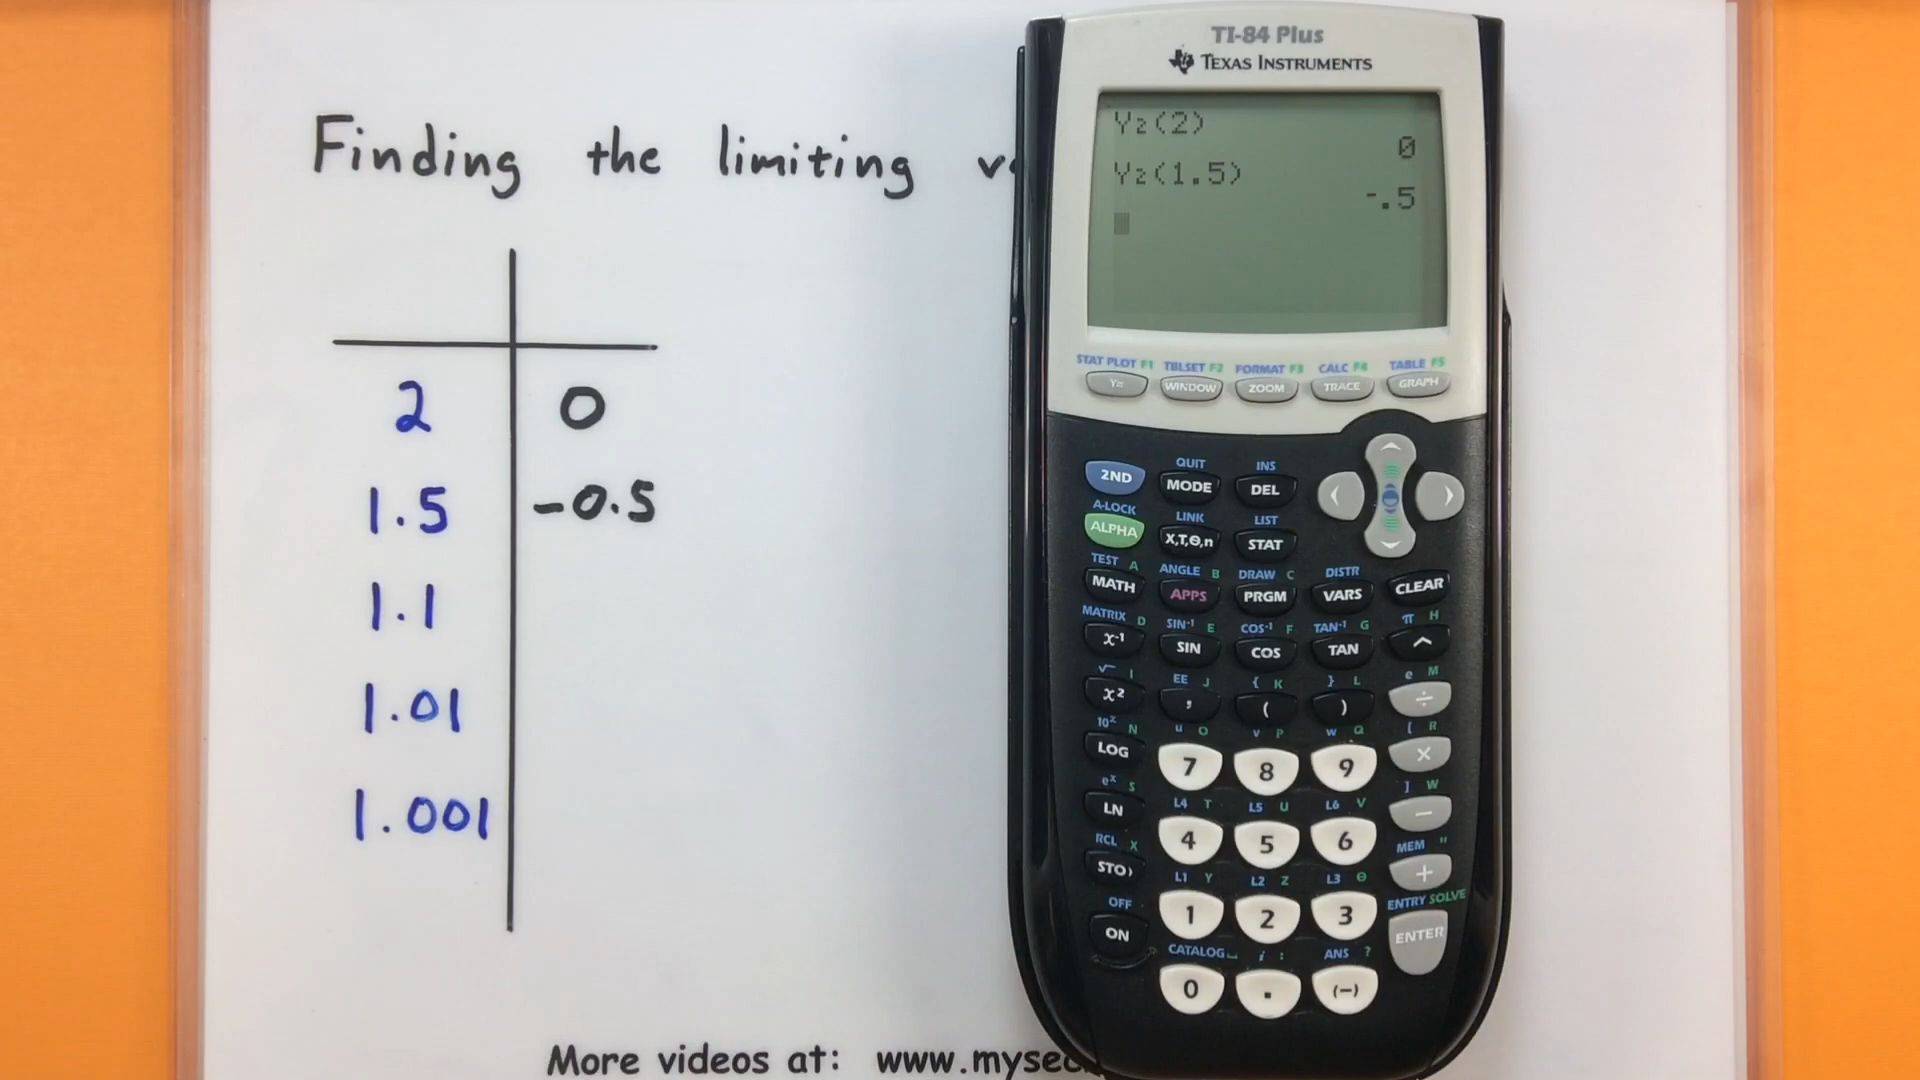 Finding the limiting
2 0
1.5 -0.5
1.1
1.01
1.001
More videos at:
TI-84 Plus
TEXAS INSTRUMENTS
Y₂(2)
0
Y₂(1.5)
-.5
STAT PLOT F1 TBLSET F2 FORMAT F3 CALC F4 TABLE F5
Y= WINDOW ZOOM TRACE GRAPH
QUIT INS
2ND MODE DEL
A-LOCK LINK LIST
ALPHA X,T,Θ,n STAT
TEST A ANGLE B DRAW C DISTR
MATH APPS PRGM VARS CLEAR
MATRIX D SIN⁻¹ E COS⁻¹ F TAN⁻¹ G π H
x⁻¹ SIN COS TAN ^
√ I EE J { K } L e M
x² , ( ) ÷
10ˣ N u O v P w Q [ R
LOG 7 8 9 ×
eˣ S L4 T L5 U L6 V ] W
LN 4 5 6 −
RCL X L1 Y L2 Z L3 Θ MEM "
STO› 1 2 3 +
OFF CATALOG ⎵ i : ANS ? ENTRY SOLVE
ON 0 . (−) ENTER